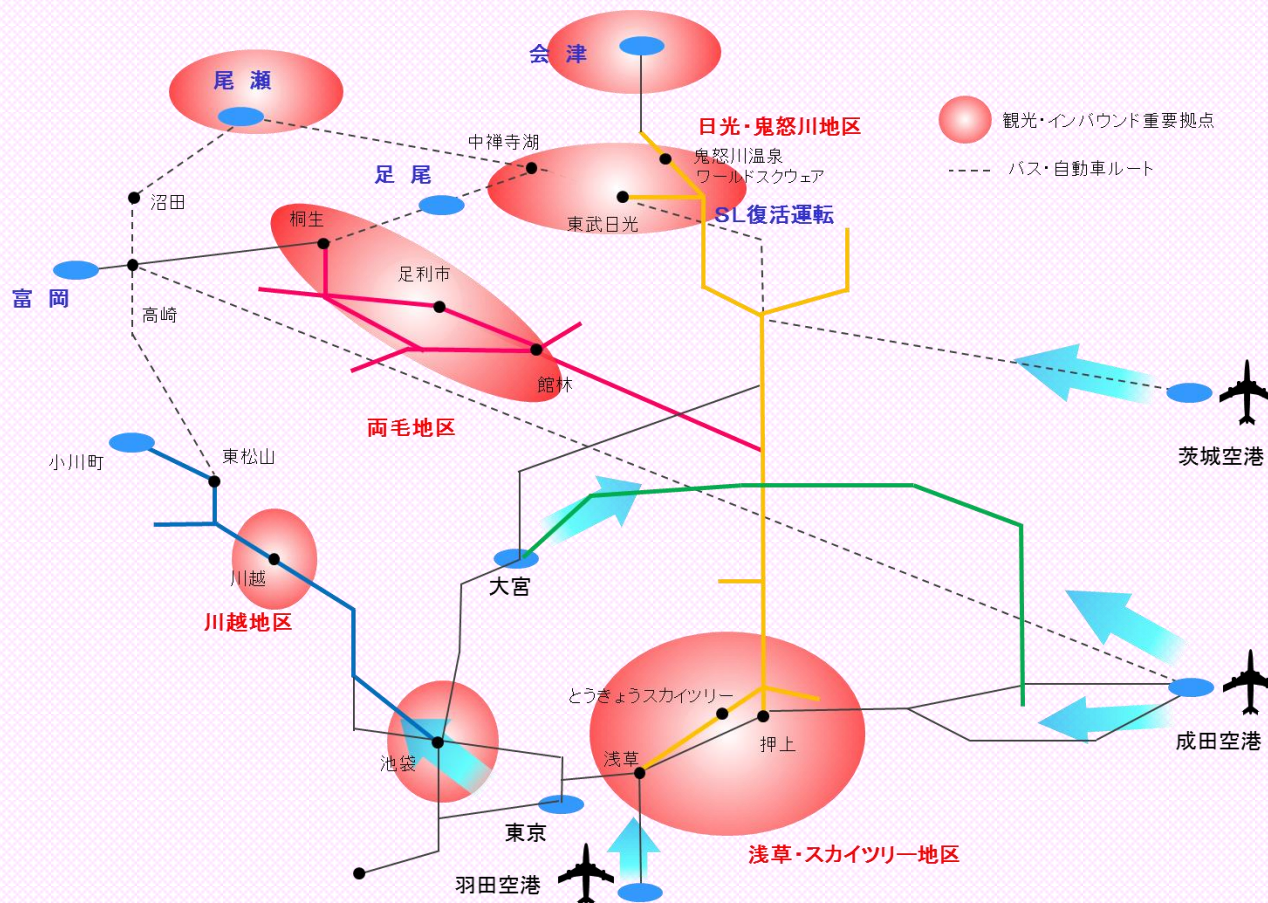 会 津
尾 瀬
日光・鬼怒川地区
観光・インバウンド重要拠点
中禅寺湖
鬼怒川温泉
ワールドスクウェア
バス・自動車ルート
足 尾
沼田
桐生
東武日光
SL復活運転
足利市
富 岡
高崎
館林
両毛地区
茨城空港
小川町
東松山
川越
大宮
川越地区
とうきょうスカイツリー
押上
成田空港
浅草
池袋
東京
浅草・スカイツリー地区
羽田空港